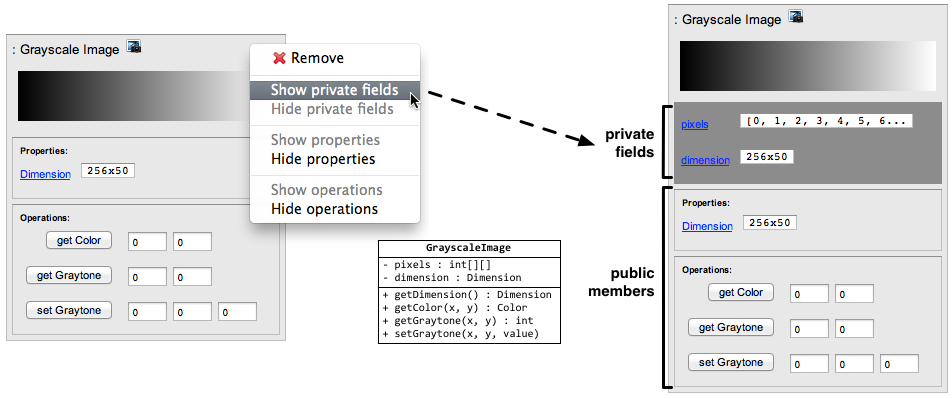 : Grayscale Image
Properties:
Dimension 256x50
Operations:
get Color 0 0
get Graytone 0 0
set Graytone 0 0 0
Remove
Show private fields
Hide private fields
Show properties
Hide properties
Show operations
Hide operations
GrayscaleImage
- pixels : int[][]
- dimension : Dimension
+ getDimension() : Dimension
+ getColor(x, y) : Color
+ getGraytone(x, y) : int
+ setGraytone(x, y, value)
private
fields
public
members
: Grayscale Image
pixels [0, 1, 2, 3, 4, 5, 6...
dimension 256x50
Properties:
Dimension 256x50
Operations:
get Color 0 0
get Graytone 0 0
set Graytone 0 0 0